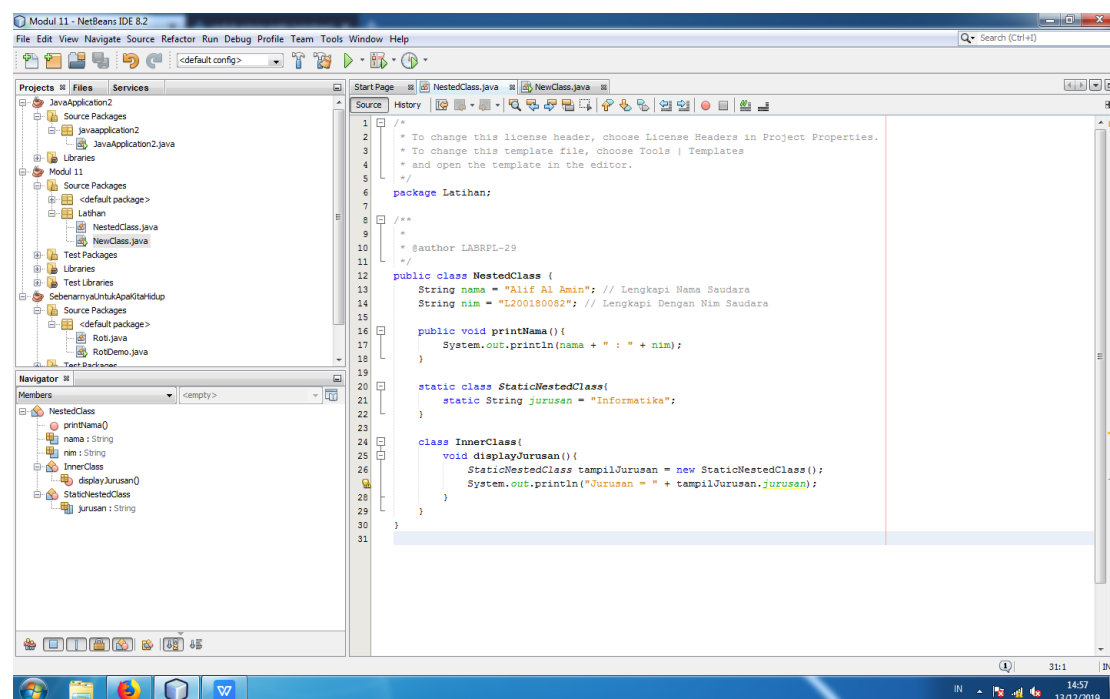 Modul 11 - NetBeans IDE 8.2
File Edit View Navigate Source Refactor Run Debug Profile Team Tools Window Help
Search (Ctrl+I)
<default config>
Projects Files Services
JavaApplication2
Source Packages
javaapplication2
JavaApplication2.java
Libraries
Modul 11
Source Packages
<default package>
Latihan
NestedClass.java
NewClass.java
Test Packages
Libraries
Test Libraries
SebenarnyaUntukApaKitaHidup
Source Packages
<default package>
Roti.java
RotiDemo.java
Test Packages
Navigator
Members <empty>
NestedClass
printNama()
nama : String
nim : String
InnerClass
displayJurusan()
StaticNestedClass
jurusan : String
Start Page NestedClass.java NewClass.java
Source History
1 /*
2 * To change this license header, choose License Headers in Project Properties.
3 * To change this template file, choose Tools | Templates
4 * and open the template in the editor.
5 */
6 package Latihan;
7
8 /**
9 *
10 * @author LABRPL-29
11 */
12 public class NestedClass {
13 String nama = "Alif Al Amin"; // Lengkapi Nama Saudara
14 String nim = "L200180082"; // Lengkapi Dengan Nim Saudara
15
16 public void printNama(){
17 System.out.println(nama + " : " + nim);
18 }
19
20 static class StaticNestedClass{
21 static String jurusan = "Informatika";
22 }
23
24 class InnerClass{
25 void displayJurusan(){
26 StaticNestedClass tampilJurusan = new StaticNestedClass();
System.out.println("Jurusan = " + tampilJurusan.jurusan);
28 }
29 }
30 }
31
1 31:1 IN
IN 14:57
13/12/2019